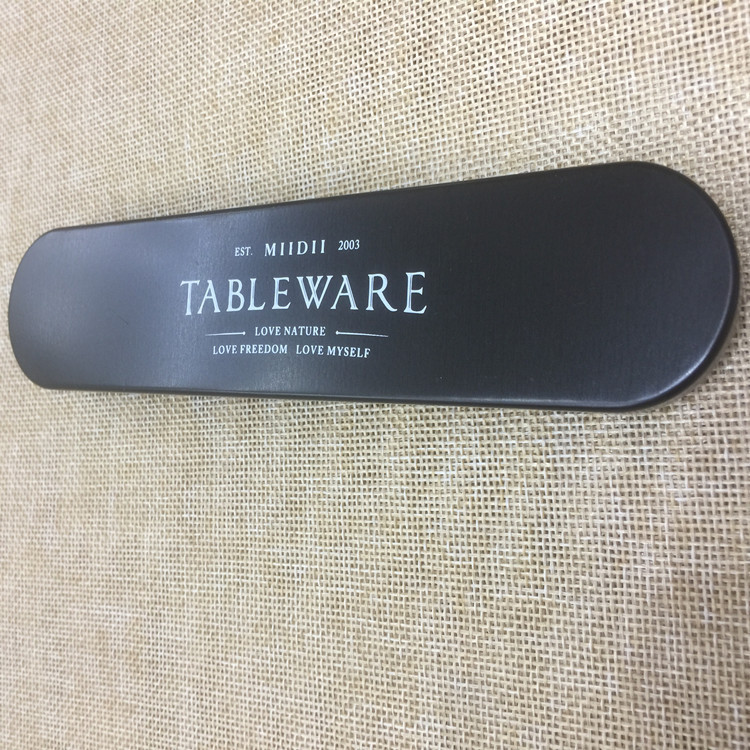 EST. MIIDII 2003
TABLEWARE
LOVE NATURE
LOVE FREEDOM LOVE MYSELF